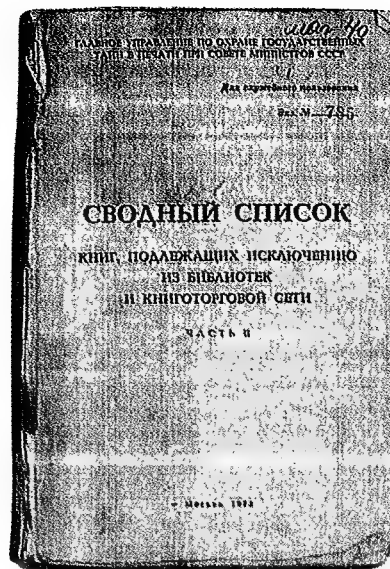 ГЛАВНОЕ УПРАВЛЕНИЕ ПО ОХРАНЕ ГОСУДАРСТВЕННЫХ
ТАЙН В ПЕЧАТИ ПРИ СОВЕТЕ МИНИСТРОВ СССР
Для служебного пользования
Экз. № 785
СВОДНЫЙ СПИСОК
КНИГ, ПОДЛЕЖАЩИХ ИСКЛЮЧЕНИЮ
ИЗ БИБЛИОТЕК
И КНИГОТОРГОВОЙ СЕТИ
ЧАСТЬ II
Москва